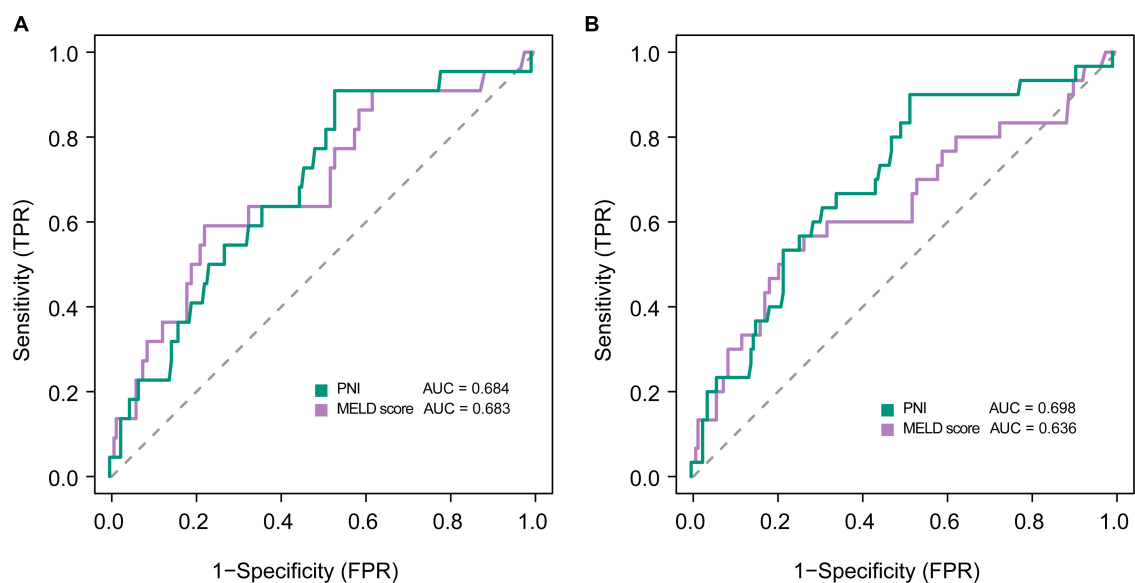 A
Sensitivity (TPR)
1.0
0.8
0.6
0.4
0.2
0.0
PNI AUC = 0.684
MELD score AUC = 0.683
0.0 0.2 0.4 0.6 0.8 1.0
1−Specificity (FPR)
B
Sensitivity (TPR)
1.0
0.8
0.6
0.4
0.2
0.0
PNI AUC = 0.698
MELD score AUC = 0.636
0.0 0.2 0.4 0.6 0.8 1.0
1−Specificity (FPR)